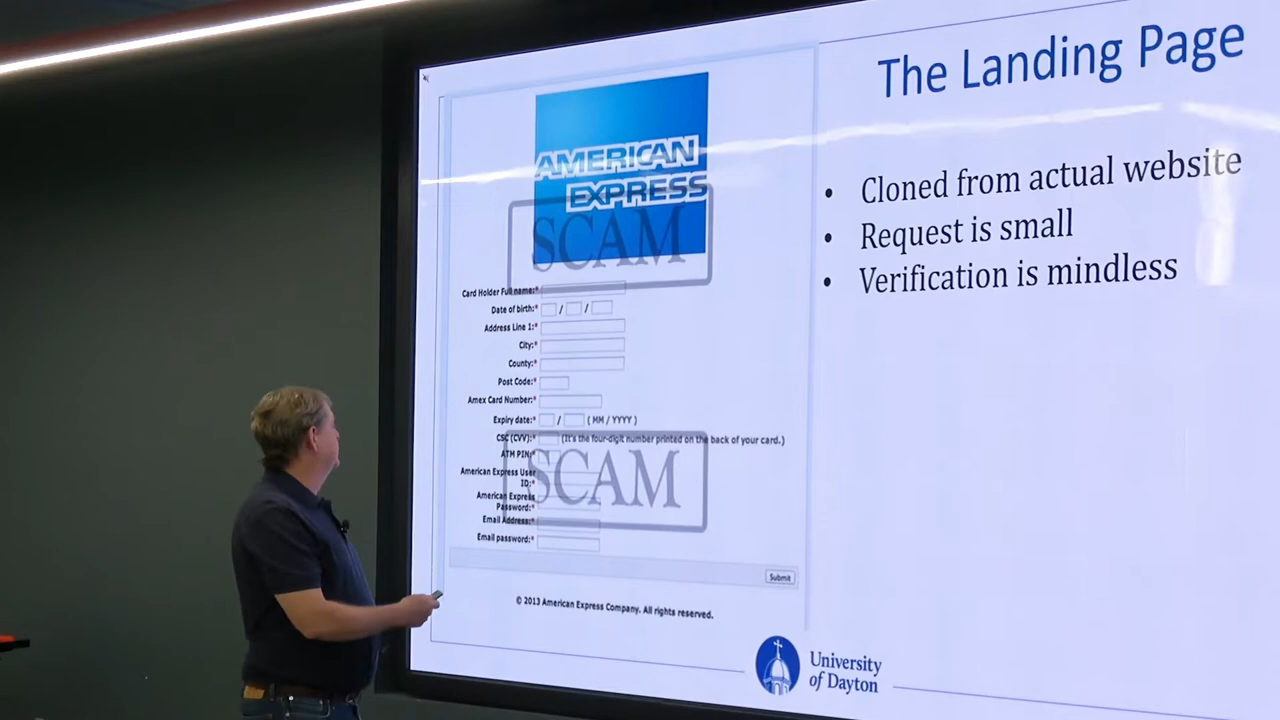 The Landing Page
• Cloned from actual website
• Request is small
• Verification is mindless
AMERICAN
EXPRESS
SCAM
Card Holder Full name:*
Date of birth:* / /
Address Line 1:*
City:*
County:*
Post Code:*
Amex Card Number:*
Expiry date:* / ( MM / YYYY )
CSC (CVV):* (It's the four-digit number printed on the back of your card.)
ATM PIN:*
American Express User
ID:*
American Express
Password:*
SCAM
Email Address:*
Email password:*
Submit
© 2013 American Express Company. All rights reserved.
University
of Dayton